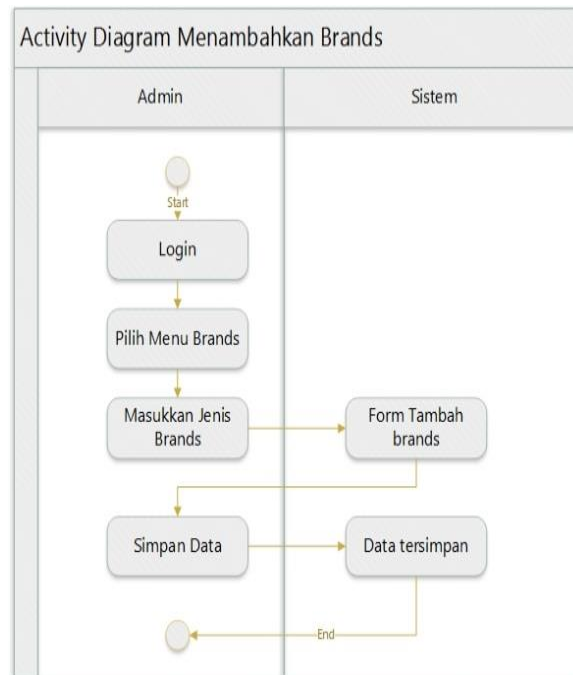 Activity Diagram Menambahkan Brands
Admin
Sistem
Start
Login
Pilih Menu Brands
Masukkan Jenis
Brands
Form Tambah
brands
Simpan Data
Data tersimpan
End